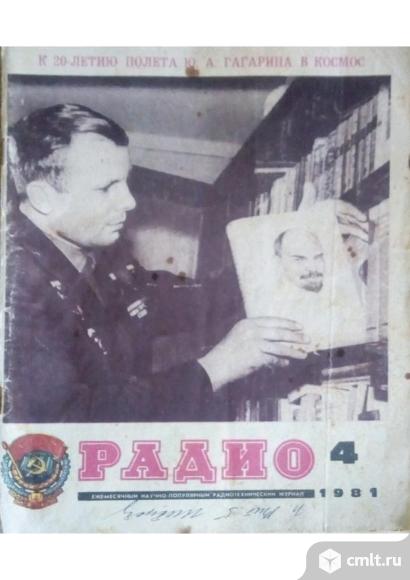 К 20-ЛЕТИЮ ПОЛЕТА Ю. А. ГАГАРИНА В КОСМОС
РАДИО 4
ЕЖЕМЕСЯЧНЫЙ НАУЧНО-ПОПУЛЯРНЫЙ РАДИОТЕХНИЧЕСКИЙ ЖУРНАЛ 1981
cmlt.ru